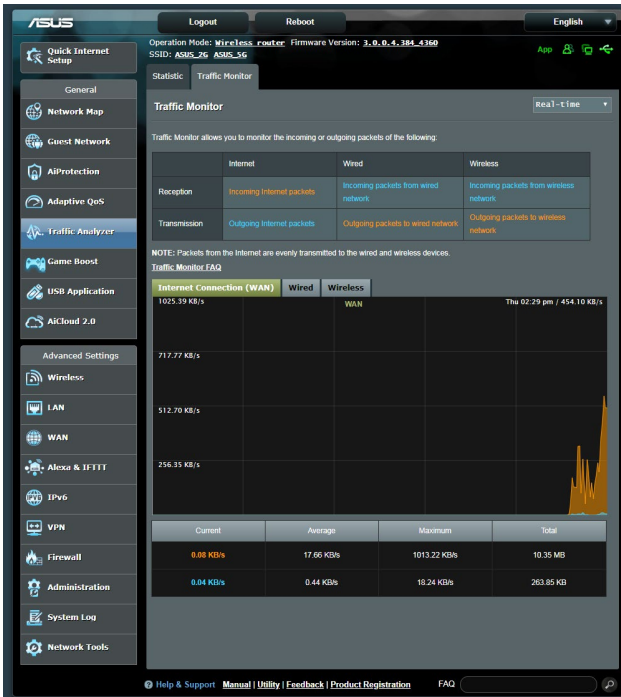 ASUS
Logout Reboot English
Quick Internet Setup
Operation Mode: Wireless router Firmware Version: 3.0.0.4.384_4360
SSID: ASUS_2G ASUS_5G
App
Statistic Traffic Monitor
General
Network Map
Guest Network
AiProtection
Adaptive QoS
Traffic Analyzer
Game Boost
USB Application
AiCloud 2.0
Advanced Settings
Wireless
LAN
WAN
Alexa & IFTTT
IPv6
VPN
Firewall
Administration
System Log
Network Tools
Traffic Monitor
Real-time
Traffic Monitor allows you to monitor the incoming or outgoing packets of the following:
Internet Wired Wireless
Reception Incoming Internet packets Incoming packets from wired network Incoming packets from wireless network
Transmission Outgoing Internet packets Outgoing packets to wired network Outgoing packets to wireless network
NOTE: Packets from the Internet are evenly transmitted to the wired and wireless devices.
Traffic Monitor FAQ
Internet Connection (WAN) Wired Wireless
1025.39 KB/s WAN Thu 02:29 pm / 454.10 KB/s
717.77 KB/s
512.70 KB/s
256.35 KB/s
Current Average Maximum Total
0.08 KB/s 17.66 KB/s 1013.22 KB/s 10.35 MB
0.04 KB/s 0.44 KB/s 18.24 KB/s 263.85 KB
Help & Support Manual | Utility | Feedback | Product Registration FAQ